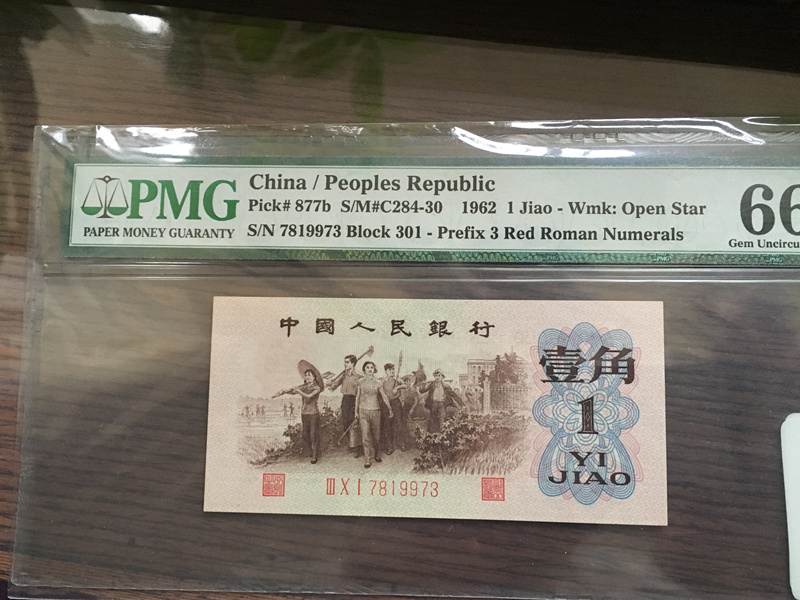 PMG
PAPER MONEY GUARANTY
China / Peoples Republic
Pick# 877b S/M#C284-30 1962 1 Jiao - Wmk: Open Star
S/N 7819973 Block 301 - Prefix 3 Red Roman Numerals
66
Gem Uncircu
中國人民銀行
壹角
1
YI
JIAO
III X I 7819973